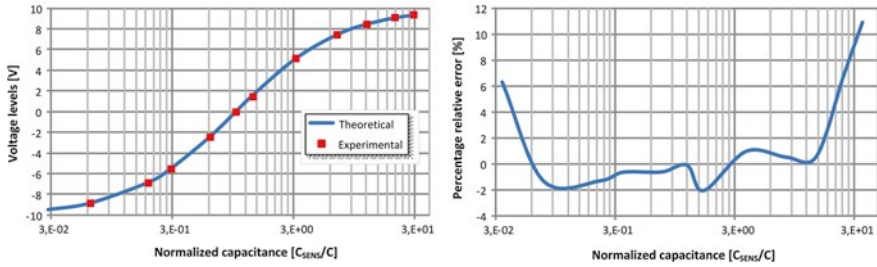 Voltage levels [V]
10
8
6
4
2
0
-2
-4
-6
-8
-10
3,E-02
3,E-01
3,E+00
3,E+01
Normalized capacitance [C_SENS/C]
Theoretical
Experimental
Percentage relative error [%]
12
10
8
6
4
2
0
-2
-4
3,E-02
3,E-01
3,E+00
3,E+01
Normalized capacitance [C_SENS/C]